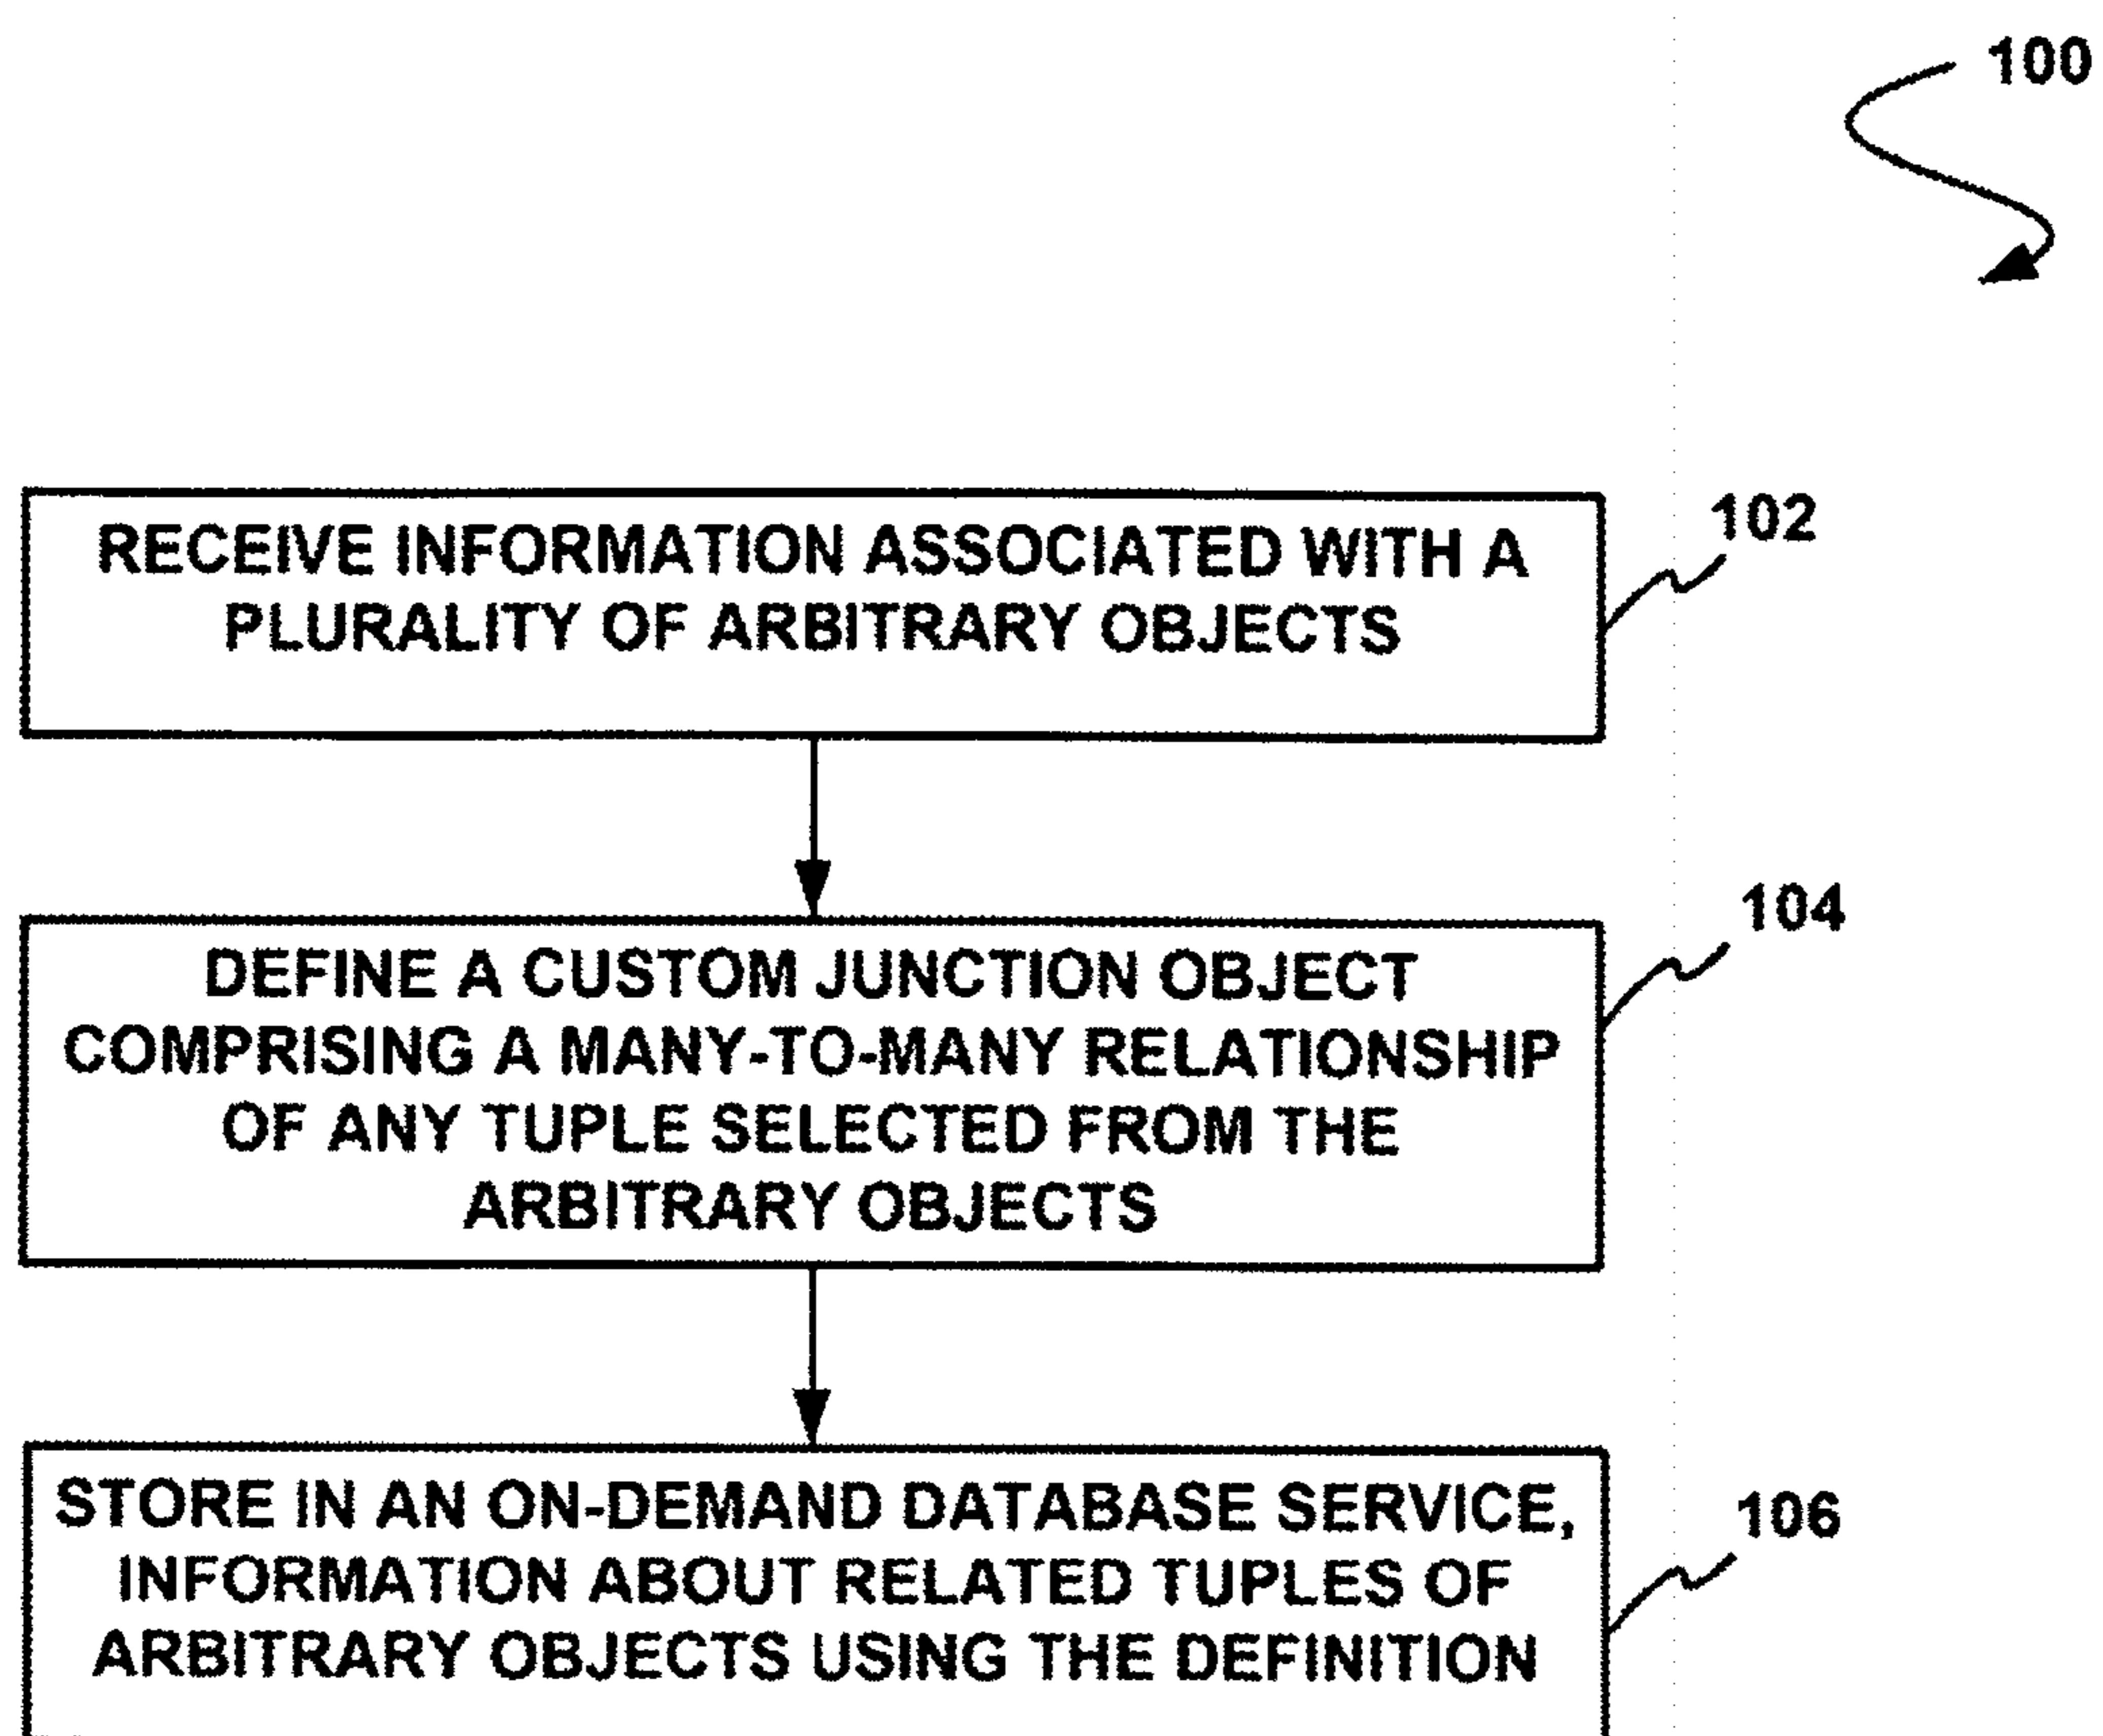 100
RECEIVE INFORMATION ASSOCIATED WITH A
PLURALITY OF ARBITRARY OBJECTS
102
DEFINE A CUSTOM JUNCTION OBJECT
COMPRISING A MANY-TO-MANY RELATIONSHIP
OF ANY TUPLE SELECTED FROM THE
ARBITRARY OBJECTS
104
STORE IN AN ON-DEMAND DATABASE SERVICE,
INFORMATION ABOUT RELATED TUPLES OF
ARBITRARY OBJECTS USING THE DEFINITION
106